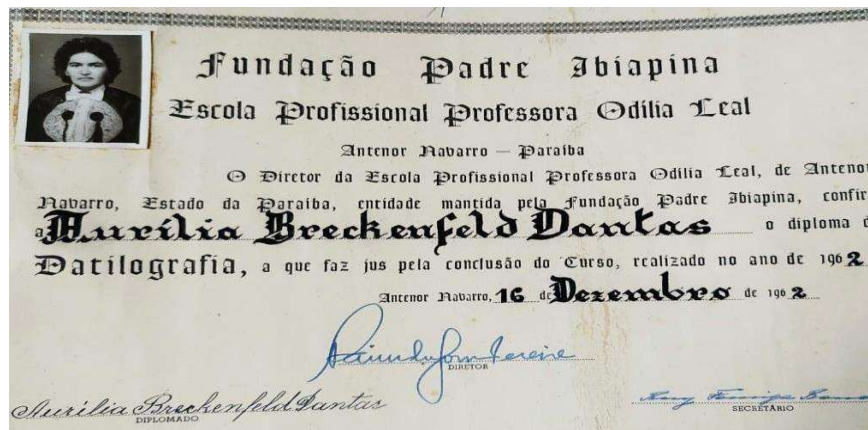 Fundação Padre Ibiapina
Escola Profissional Professora Odília Leal
Antenor Navarro — Paraíba
O Diretor da Escola Profissional Professora Odília Leal, de Antenor
Navarro, Estado da Paraíba, entidade mantida pela Fundação Padre Ibiapina, confir
a Aurília Breckenfeld Dantas o diploma d
Datilografia, a que faz jus pela conclusão do Curso, realizado no ano de 1962
Antenor Navarro, 16 de Dezembro de 1962
DIRETOR
Aurília Breckenfeld Dantas
DIPLOMADO
SECRETÁRIO